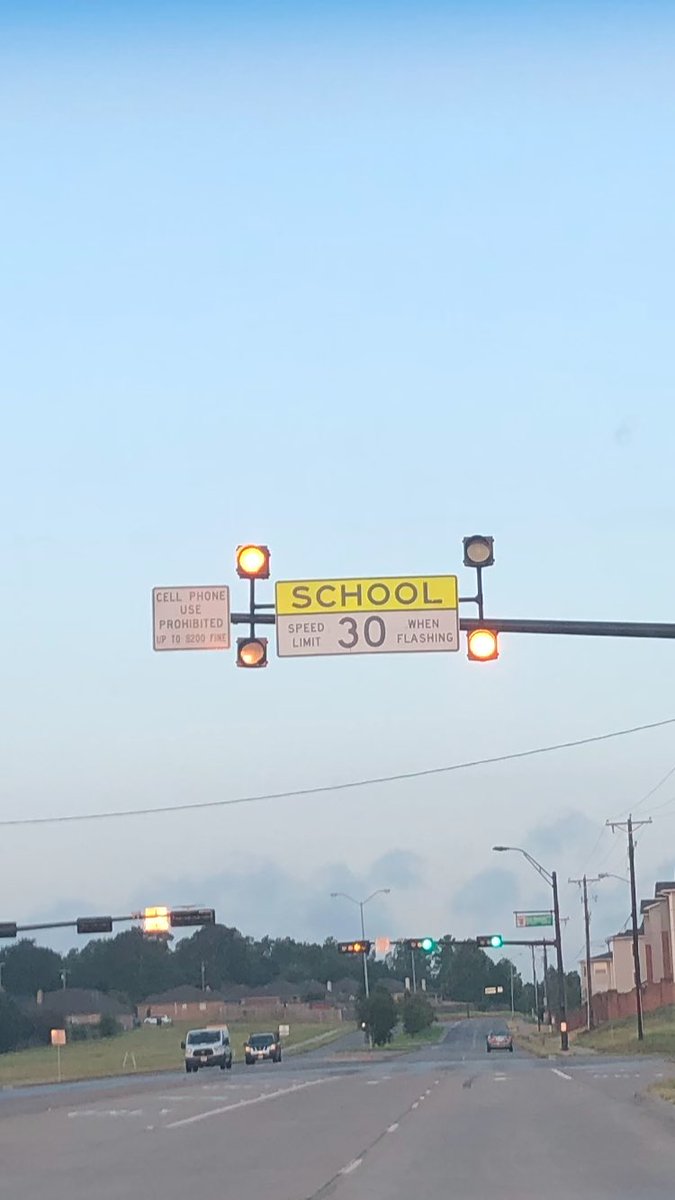 CELL PHONE
USE
PROHIBITED
UP TO $200 FINE
SCHOOL
SPEED
LIMIT
30
WHEN
FLASHING